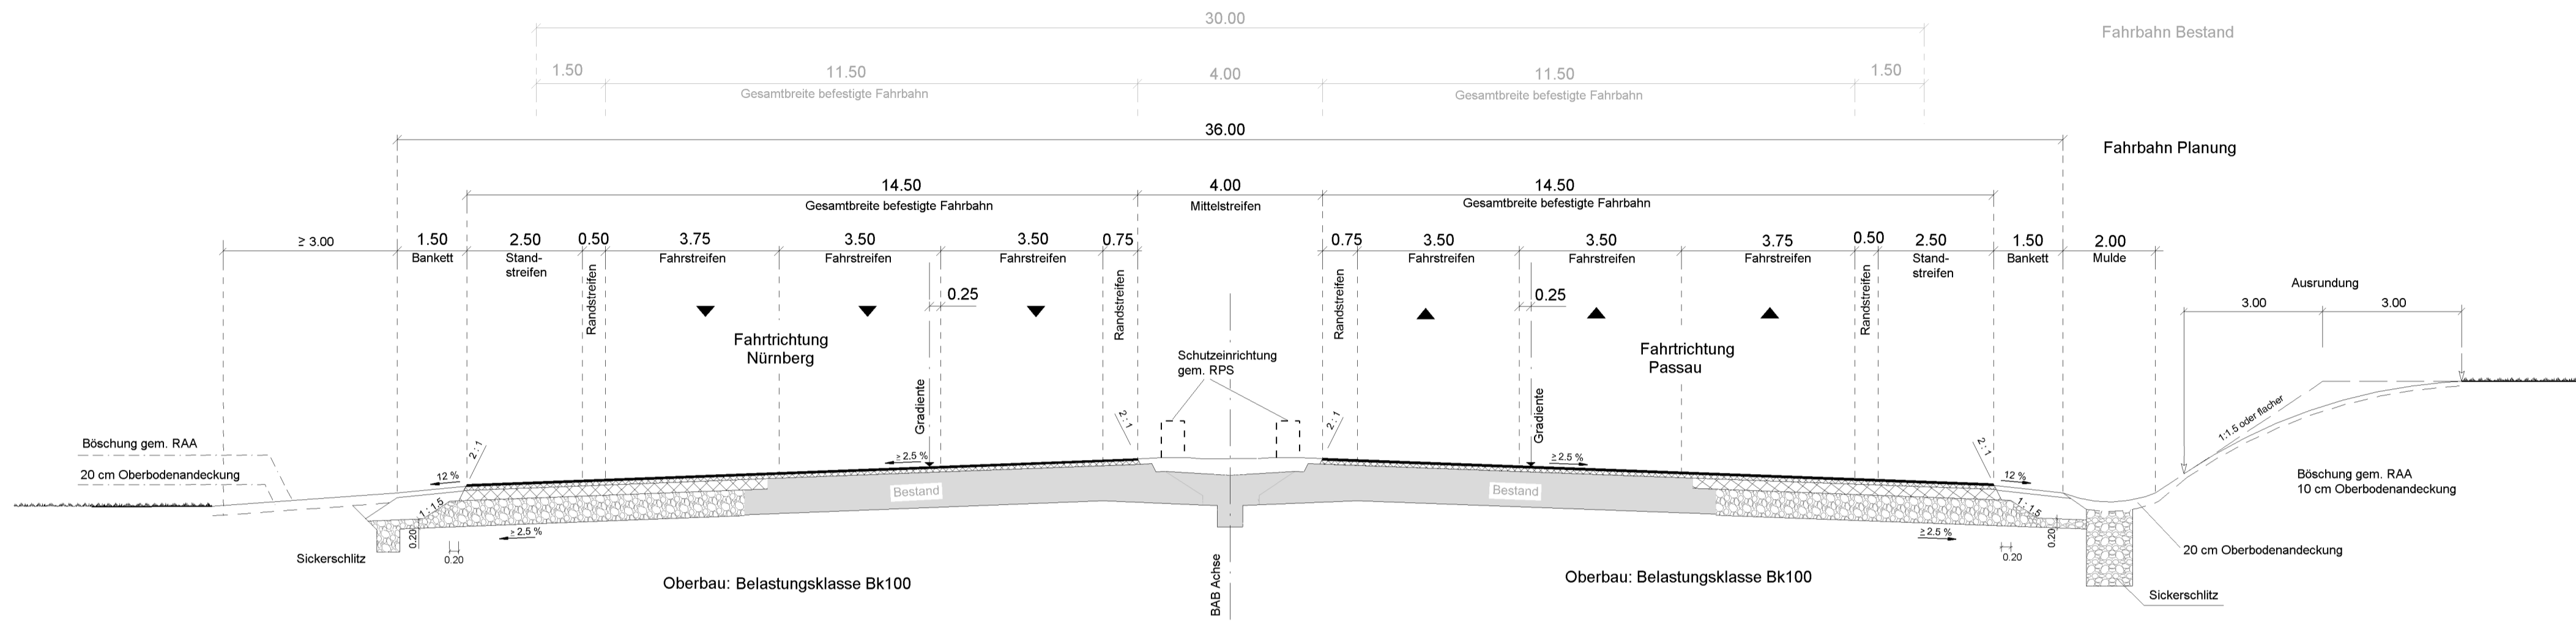 30.00
Fahrbahn Bestand
1.50 11.50 4.00 11.50 1.50
Gesamtbreite befestigte Fahrbahn Gesamtbreite befestigte Fahrbahn
36.00
Fahrbahn Planung
14.50 4.00 14.50
Gesamtbreite befestigte Fahrbahn Mittelstreifen Gesamtbreite befestigte Fahrbahn
≥ 3.00 1.50 2.50 0.50 3.75 3.50 3.50 0.75 0.75 3.50 3.50 3.75 0.50 2.50 1.50 2.00
Bankett Stand- Fahrstreifen Fahrstreifen Fahrstreifen Fahrstreifen Fahrstreifen Fahrstreifen Stand- Bankett Mulde
streifen streifen
Randstreifen Randstreifen Randstreifen Randstreifen
Ausrundung
3.00 3.00
0.25 0.25
Fahrtrichtung
Nürnberg
Fahrtrichtung
Passau
Schutzeinrichtung
gem. RPS
Gradiente Gradiente
2 : 1 2 : 1 2 : 1 2 : 1
1:1.5 oder flacher
Böschung gem. RAA
20 cm Oberbodenandeckung
12 % ≥ 2.5 % ≥ 2.5 % 12 %
Böschung gem. RAA
10 cm Oberbodenandeckung
Bestand Bestand
1 : 1.5 1 : 1.5
0.20 ≥ 2.5 % ≥ 2.5 % 0.20
0.20 0.20
Sickerschlitz
20 cm Oberbodenandeckung
Oberbau: Belastungsklasse Bk100
BAB Achse
Oberbau: Belastungsklasse Bk100
Sickerschlitz